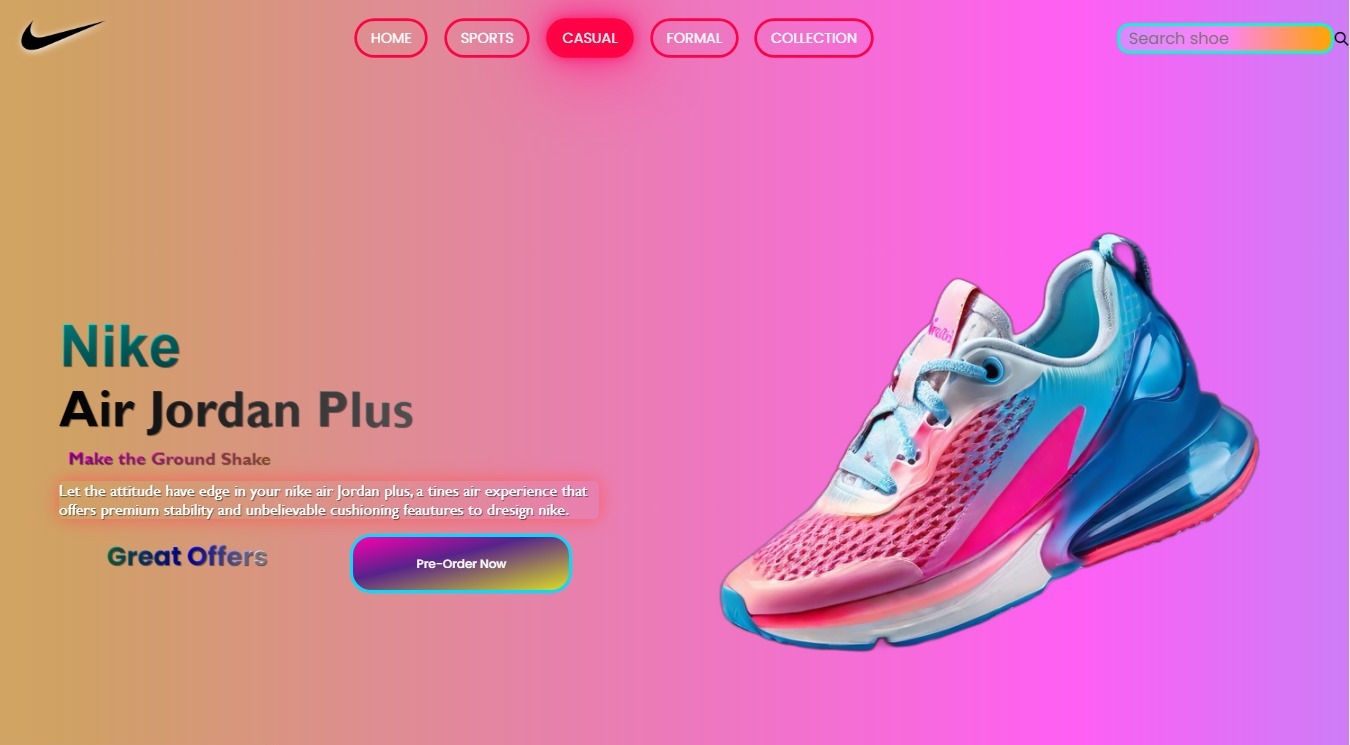 HOME
SPORTS
CASUAL
FORMAL
COLLECTION
Search shoe
Nike
Air Jordan Plus
Make the Ground Shake
Let the attitude have edge in your nike air Jordan plus, a tines air experience that
offers premium stability and unbelievable cushioning feautures to dresign nike.
Great Offers
Pre-Order Now